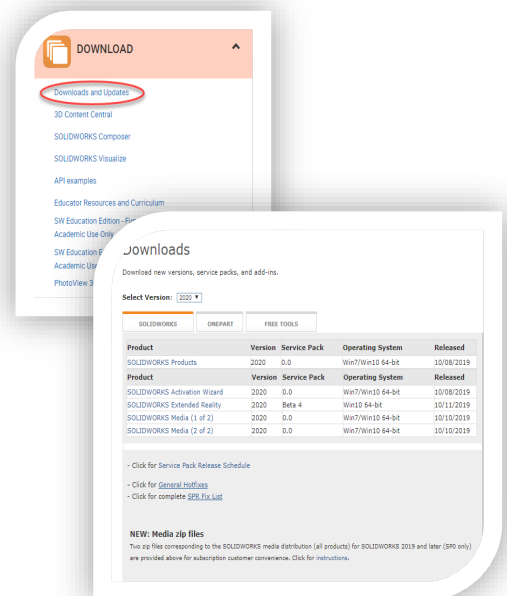 DOWNLOAD
Downloads and Updates
3D Content Central
SOLIDWORKS Composer
SOLIDWORKS Visualize
API examples
Educator Resources and Curriculum
SW Education Edition -
Academic Use Only
SW Education
Academic
PhotoView
Downloads
Download new versions, service packs, and add-ins.
Select Version: 2020
SOLIDWORKS ONEPART FREE TOOLS
Product Version Service Pack Operating System Released
SOLIDWORKS Products 2020 0.0 Win7/Win10 64-bit 10/08/2019
Product Version Service Pack Operating System Released
SOLIDWORKS Activation Wizard 2020 0.0 Win7/Win10 64-bit 10/08/2019
SOLIDWORKS Extended Reality 2020 Beta 4 Win10 64-bit 10/11/2019
SOLIDWORKS Media (1 of 2) 2020 0.0 Win7/Win10 64-bit 10/10/2019
SOLIDWORKS Media (2 of 2) 2020 0.0 Win7/Win10 64-bit 10/10/2019
- Click for Service Pack Release Schedule
- Click for General Hotfixes
- Click for complete SPR Fix List
NEW: Media zip files
Two zip files corresponding to the SOLIDWORKS media distribution (all products) for SOLIDWORKS 2019 and later (SP0 only)
are provided above for subscription customer convenience. Click for instructions.